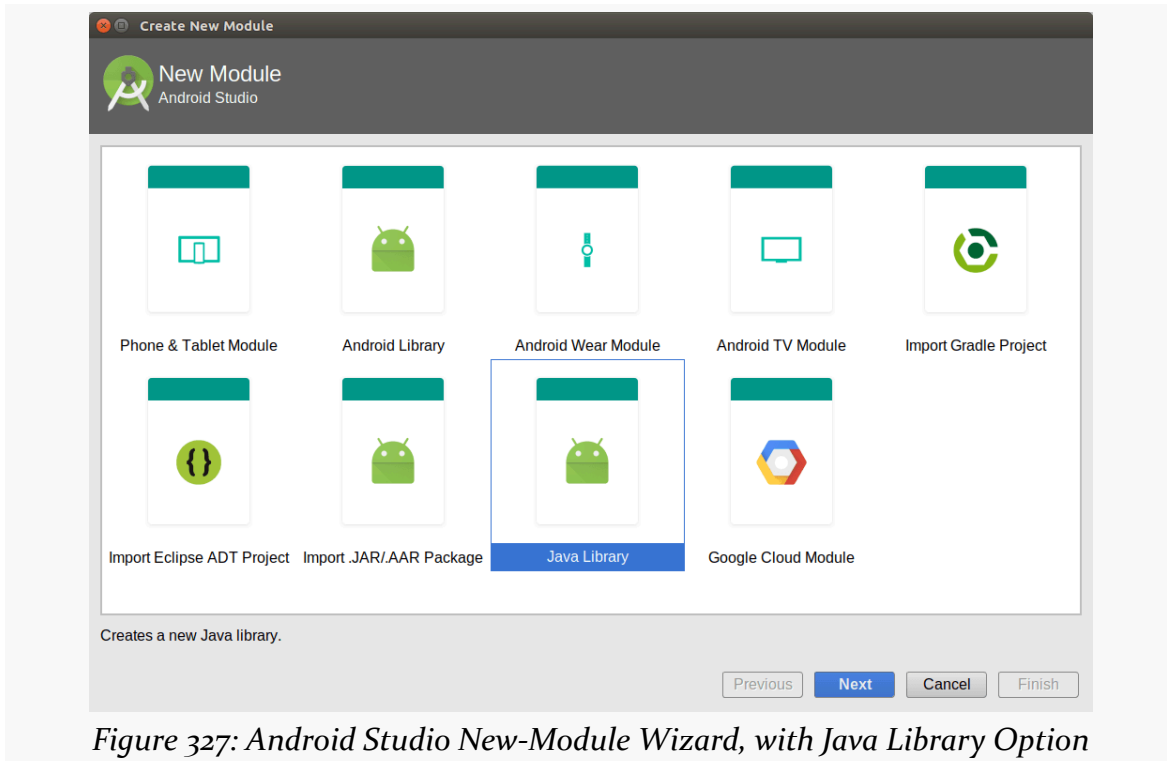 Create New Module
New Module
Android Studio
Phone & Tablet Module
Android Library
Android Wear Module
Android TV Module
Import Gradle Project
{}
Import Eclipse ADT Project
Import .JAR/.AAR Package
Java Library
Google Cloud Module
Creates a new Java library.
Previous
Next
Cancel
Finish
Figure 327: Android Studio New-Module Wizard, with Java Library Option